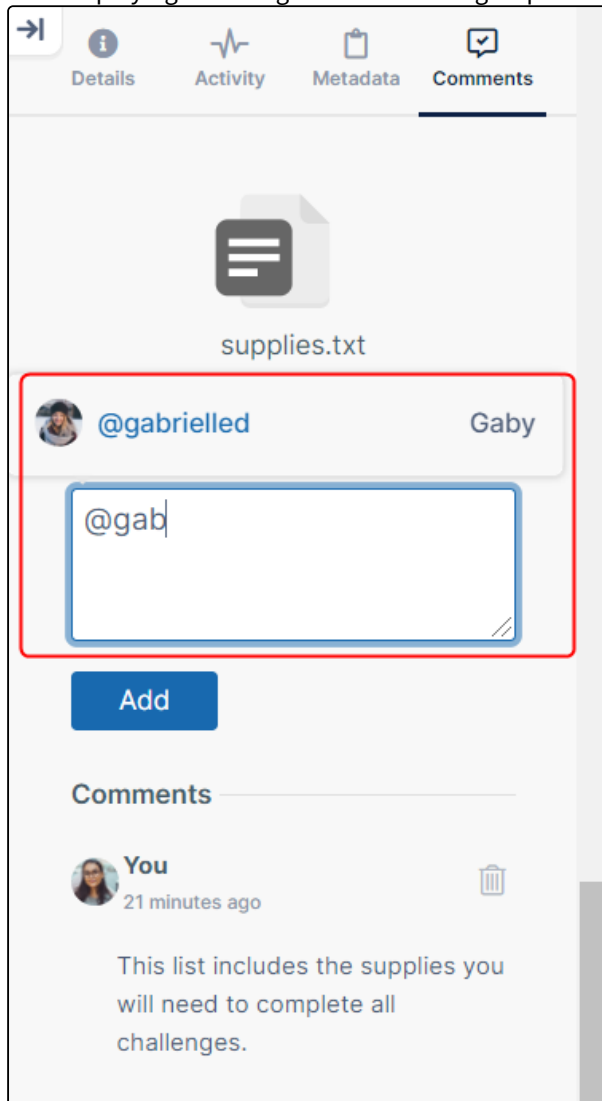 Details Activity Metadata Comments
supplies.txt
@gabrielled Gaby
@gab
Add
Comments
You
21 minutes ago
This list includes the supplies you
will need to complete all
challenges.